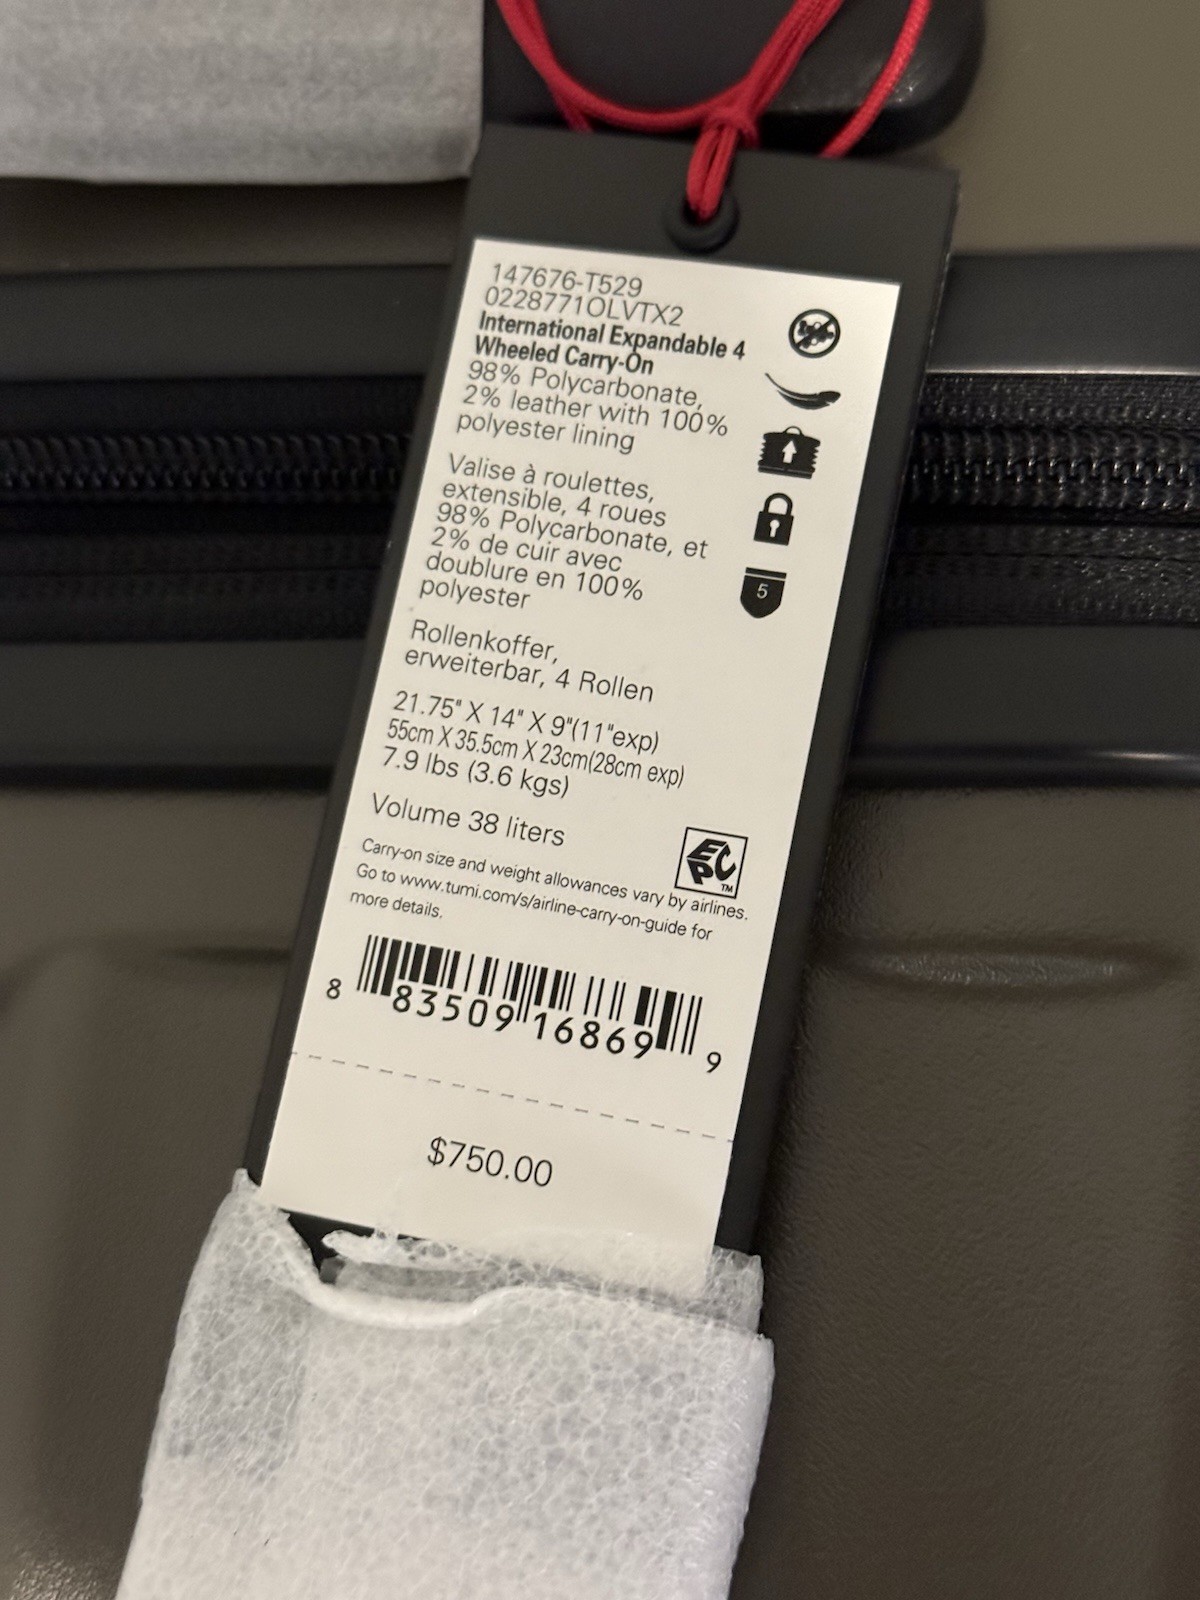 147676-T529
0228771OLVTX2
International Expandable 4
Wheeled Carry-On
98% Polycarbonate,
2% leather with 100%
polyester lining
Valise à roulettes,
extensible, 4 roues
98% Polycarbonate, et
2% de cuir avec
doublure en 100%
polyester
5
Rollenkoffer,
erweiterbar, 4 Rollen
21.75" X 14" X 9"(11"exp)
55cm X 35.5cm X 23cm(28cm exp)
7.9 lbs (3.6 kgs)
Volume 38 liters
EPC TM
Carry-on size and weight allowances vary by airlines.
Go to www.tumi.com/s/airline-carry-on-guide for
more details.
8 83509 16869 9
$750.00